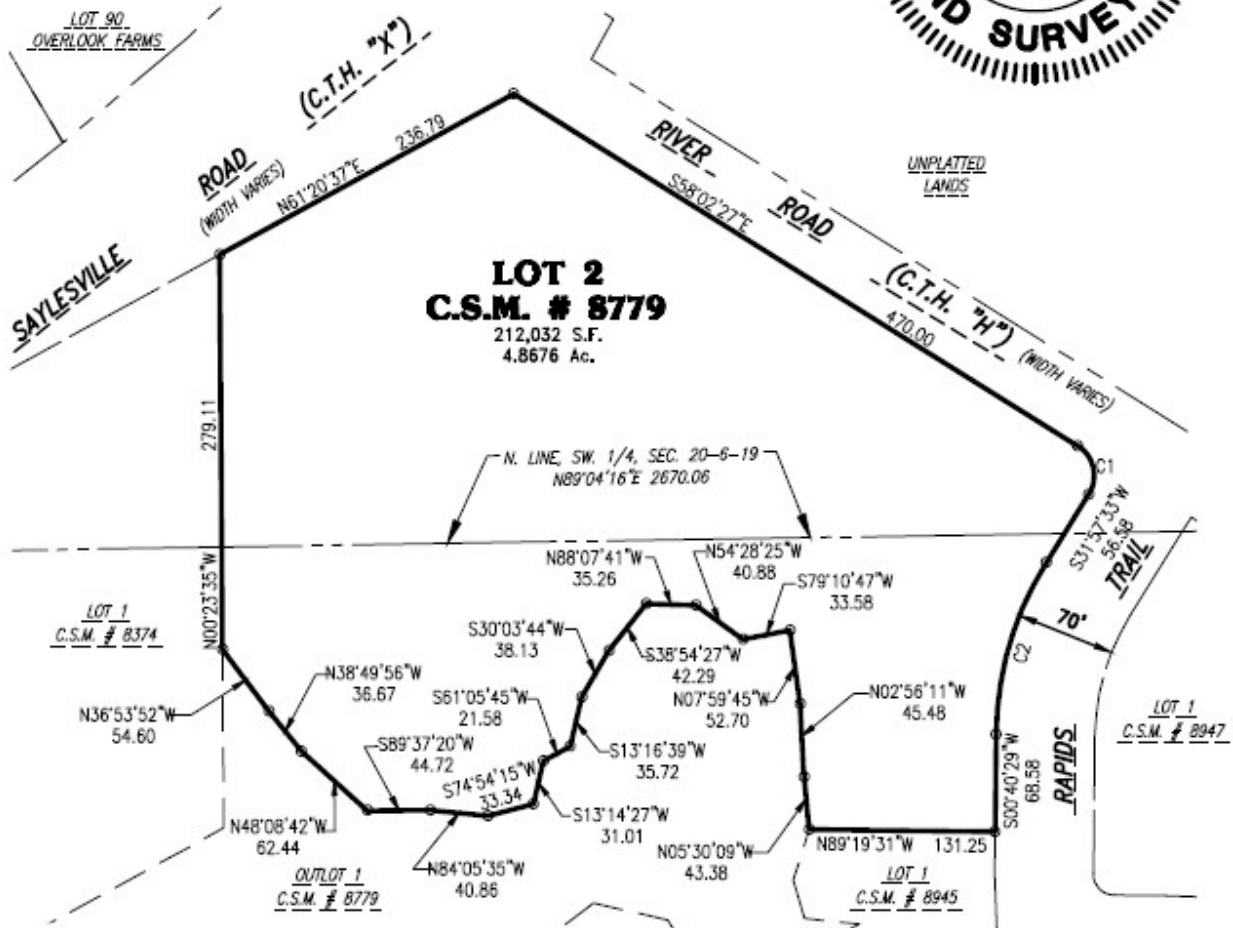 LOT 90
OVERLOOK FARMS
(C.T.H. "X")
ND SURVEY
ROAD
(WIDTH VARIES)
N61°20'37"E 236.79
SAYLESVILLE
RIVER ROAD (C.T.H. "H") (WIDTH VARIES)
S58°02'27"E 470.00
UNPLATTED
LANDS
LOT 2
C.S.M. # 8779
212,032 S.F.
4.8676 Ac.
279.11
N00°23'35"W
N. LINE, SW. 1/4, SEC. 20-6-19
N89°04'16"E 2670.06
C1
S31°57'33"W
56.58
TRAIL
70'
C2
RAPIDS
S00°40'29"W
68.58
LOT 1
C.S.M. # 8947
N88°07'41"W
35.26
N54°28'25"W
40.88
S79°10'47"W
33.58
LOT 1
C.S.M. # 8374
S30°03'44"W
38.13
S38°54'27"W
42.29
N38°49'56"W
36.67
S61°05'45"W
21.58
N07°59'45"W
52.70
N02°56'11"W
45.48
N36°53'52"W
54.60
S89°37'20"W
44.72
S74°54'15"W
33.34
S13°16'39"W
35.72
S13°14'27"W
31.01
N48°08'42"W
62.44
N84°05'35"W
40.86
N05°30'09"W
43.38
N89°19'31"W 131.25
OUTLOT 1
C.S.M. # 8779
LOT 1
C.S.M. # 8945